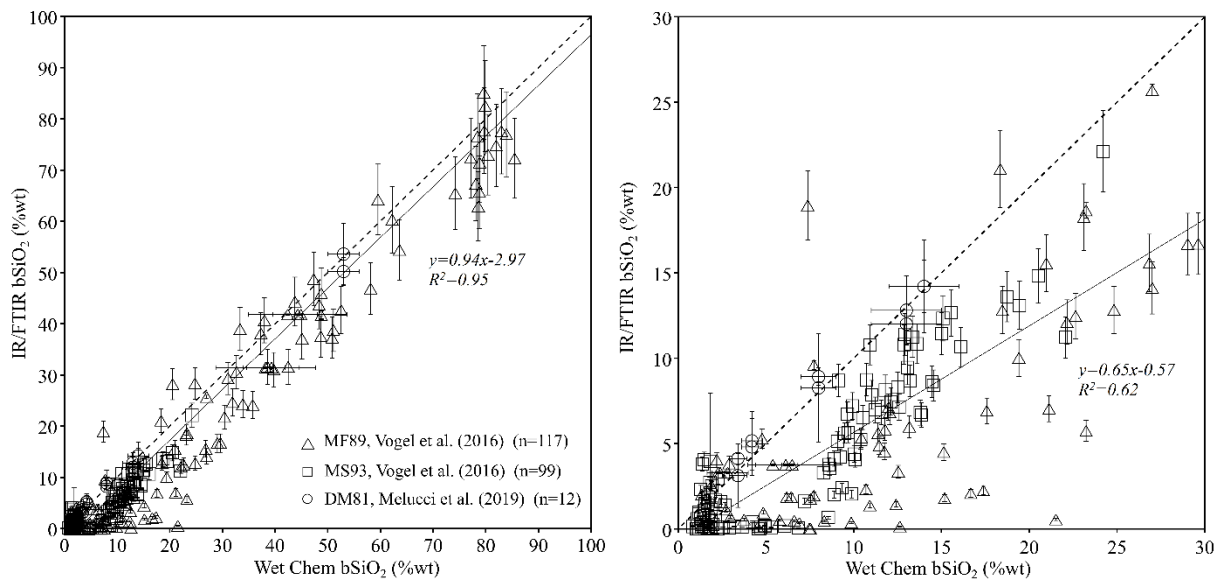 100
90
80
70
60
50
40
30
20
10
0
IR/FTIR bSiO2 (%wt)
y=0.94x-2.97
R2=0.95
MF89, Vogel et al. (2016) (n=117)
MS93, Vogel et al. (2016) (n=99)
DM81, Melucci et al. (2019) (n=12)
0 10 20 30 40 50 60 70 80 90 100
Wet Chem bSiO2 (%wt)
30
25
20
15
10
5
0
IR/FTIR bSiO2 (%wt)
y=0.65x-0.57
R2=0.62
0 5 10 15 20 25 30
Wet Chem bSiO2 (%wt)